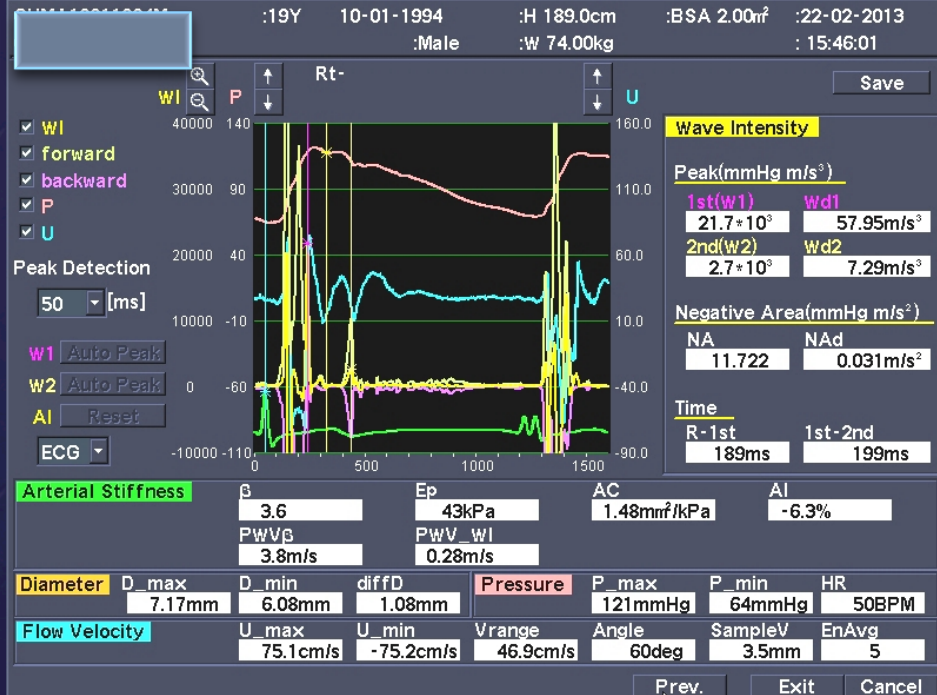 :19Y 10-01-1994 :H 189.0cm :BSA 2.00㎡ :22-02-2013
:Male :W 74.00kg : 15:46:01
Rt-
Save
WI P U
WI
forward
backward
P
U
Peak Detection
50 [ms]
W1 Auto Peak
W2 Auto Peak
AI Reset
ECG
40000 140 160.0
30000 90 110.0
20000 40 60.0
10000 -10 10.0
0 -60 -40.0
-10000 -110 -90.0
0 500 1000 1500
Wave Intensity
Peak(mmHg m/s³)
1st(W1) Wd1
21.7*10³ 57.95m/s³
2nd(W2) Wd2
2.7*10³ 7.29m/s³
Negative Area(mmHg m/s²)
NA NAd
11.722 0.031m/s²
Time
R-1st 1st-2nd
189ms 199ms
Arterial Stiffness
β Ep AC AI
3.6 43kPa 1.48m㎡/kPa -6.3%
PWVβ PWV_WI
3.8m/s 0.28m/s
Diameter D_max D_min diffD Pressure P_max P_min HR
7.17mm 6.08mm 1.08mm 121mmHg 64mmHg 50BPM
Flow Velocity U_max U_min Vrange Angle SampleV EnAvg
75.1cm/s -75.2cm/s 46.9cm/s 60deg 3.5mm 5
Prev. Exit Cancel